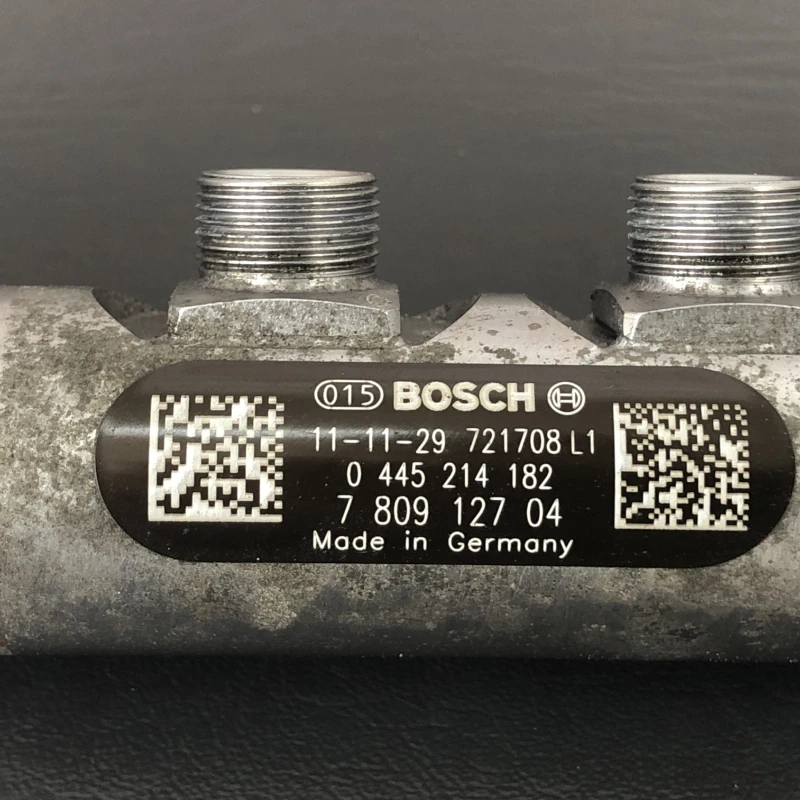 015 BOSCH
11-11-29 721708 L1
0 445 214 182
7 809 127 04
Made in Germany